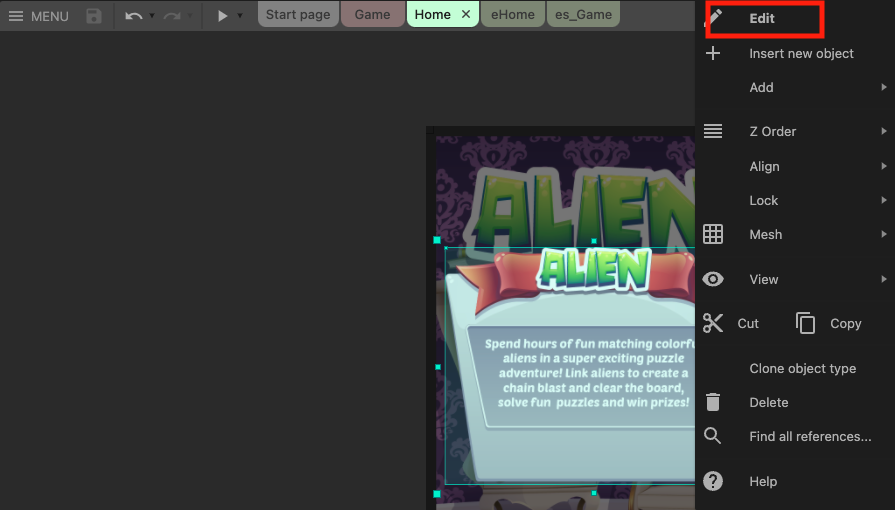 MENU
Start page
Game
Home
eHome
es_Game
Edit
Insert new object
Add
Z Order
Align
Lock
Mesh
View
Cut
Copy
Clone object type
Delete
Find all references...
Help
ALIEN
ALIEN
Spend hours of fun matching colorfu
aliens in a super exciting puzzle
adventure! Link aliens to create a
chain blast and clear the board,
solve fun puzzles and win prizes!